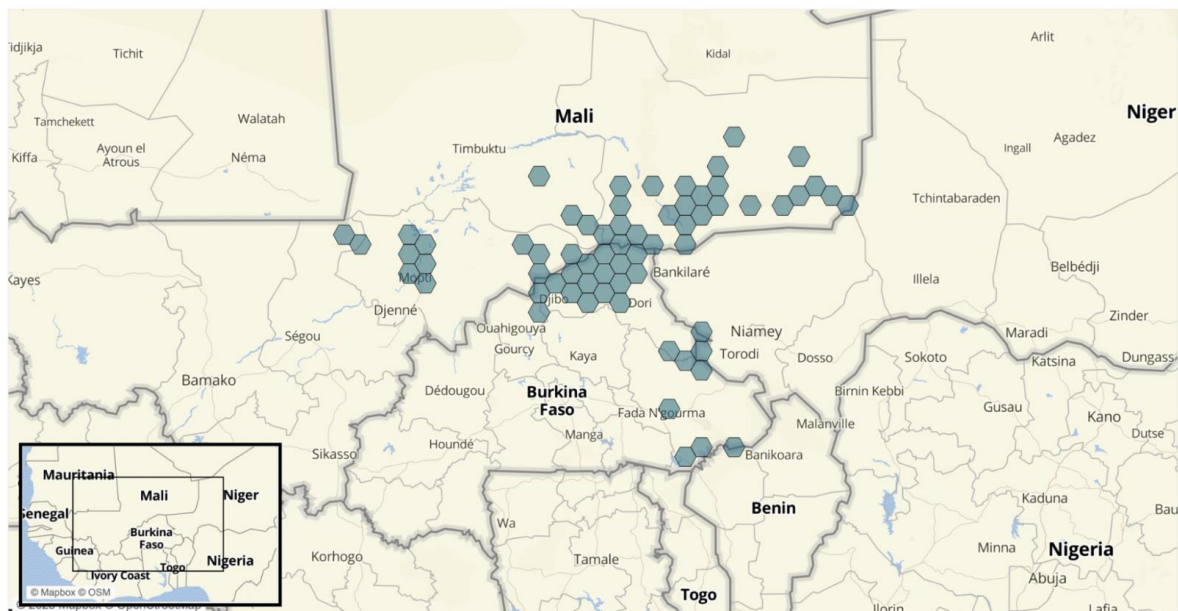 Tichit
Kidal
Arlit
Tamchekett
Walatah
Mali
Niger
Ayoun el
Atrous
Kiffa
Néma
Timbuktu
Ingall
Agadez
Tchintabaraden
Kayes
Mopti
Bankilaré
Belbédji
Djenné
Djibo
Dori
Illela
Zinder
Ségou
Ouahigouya
Niamey
Maradi
Gourcy
Kaya
Torodi
Dosso
Sokoto
Katsina
Dungass
Bamako
Dédougou
Burkina
Faso
Birnin Kebbi
Gusau
Kano
Fada N'gourma
Dutse
Houndé
Manga
Malanville
Sikasso
Banikoara
Mauritania
Mali
Niger
Senegal
Burkina
Faso
Guinea
Togo
Nigeria
Ivory Coast
© Mapbox © OSM
Wa
Benin
Kaduna
Korhogo
Tamale
Minna
Nigeria
Abuja
Togo
Ilorin
Lafia